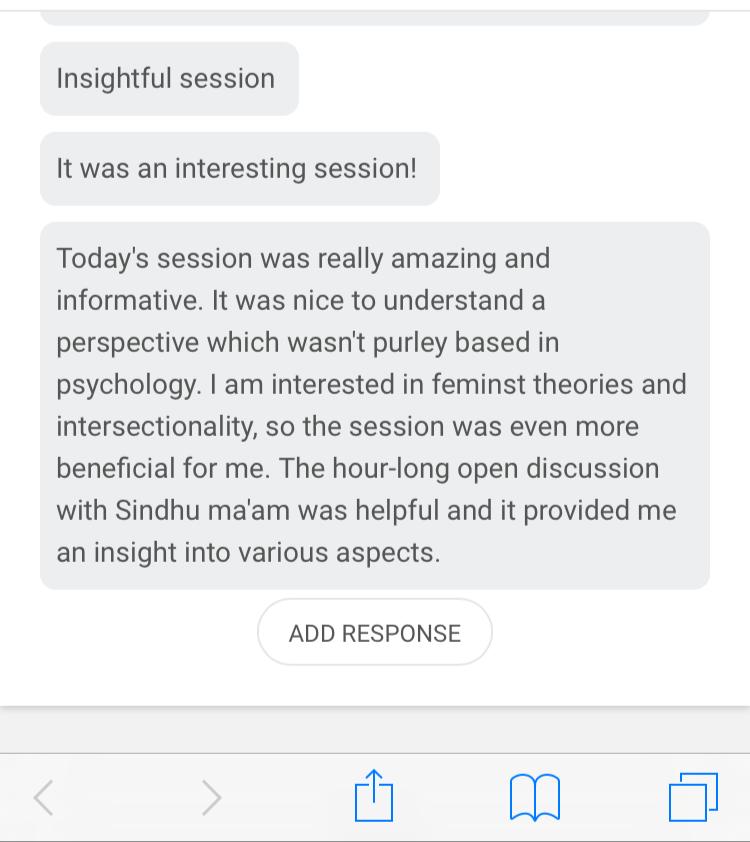 Insightful session
It was an interesting session!
Today's session was really amazing and
informative. It was nice to understand a
perspective which wasn't purley based in
psychology. I am interested in feminst theories and
intersectionality, so the session was even more
beneficial for me. The hour-long open discussion
with Sindhu ma'am was helpful and it provided me
an insight into various aspects.
ADD RESPONSE